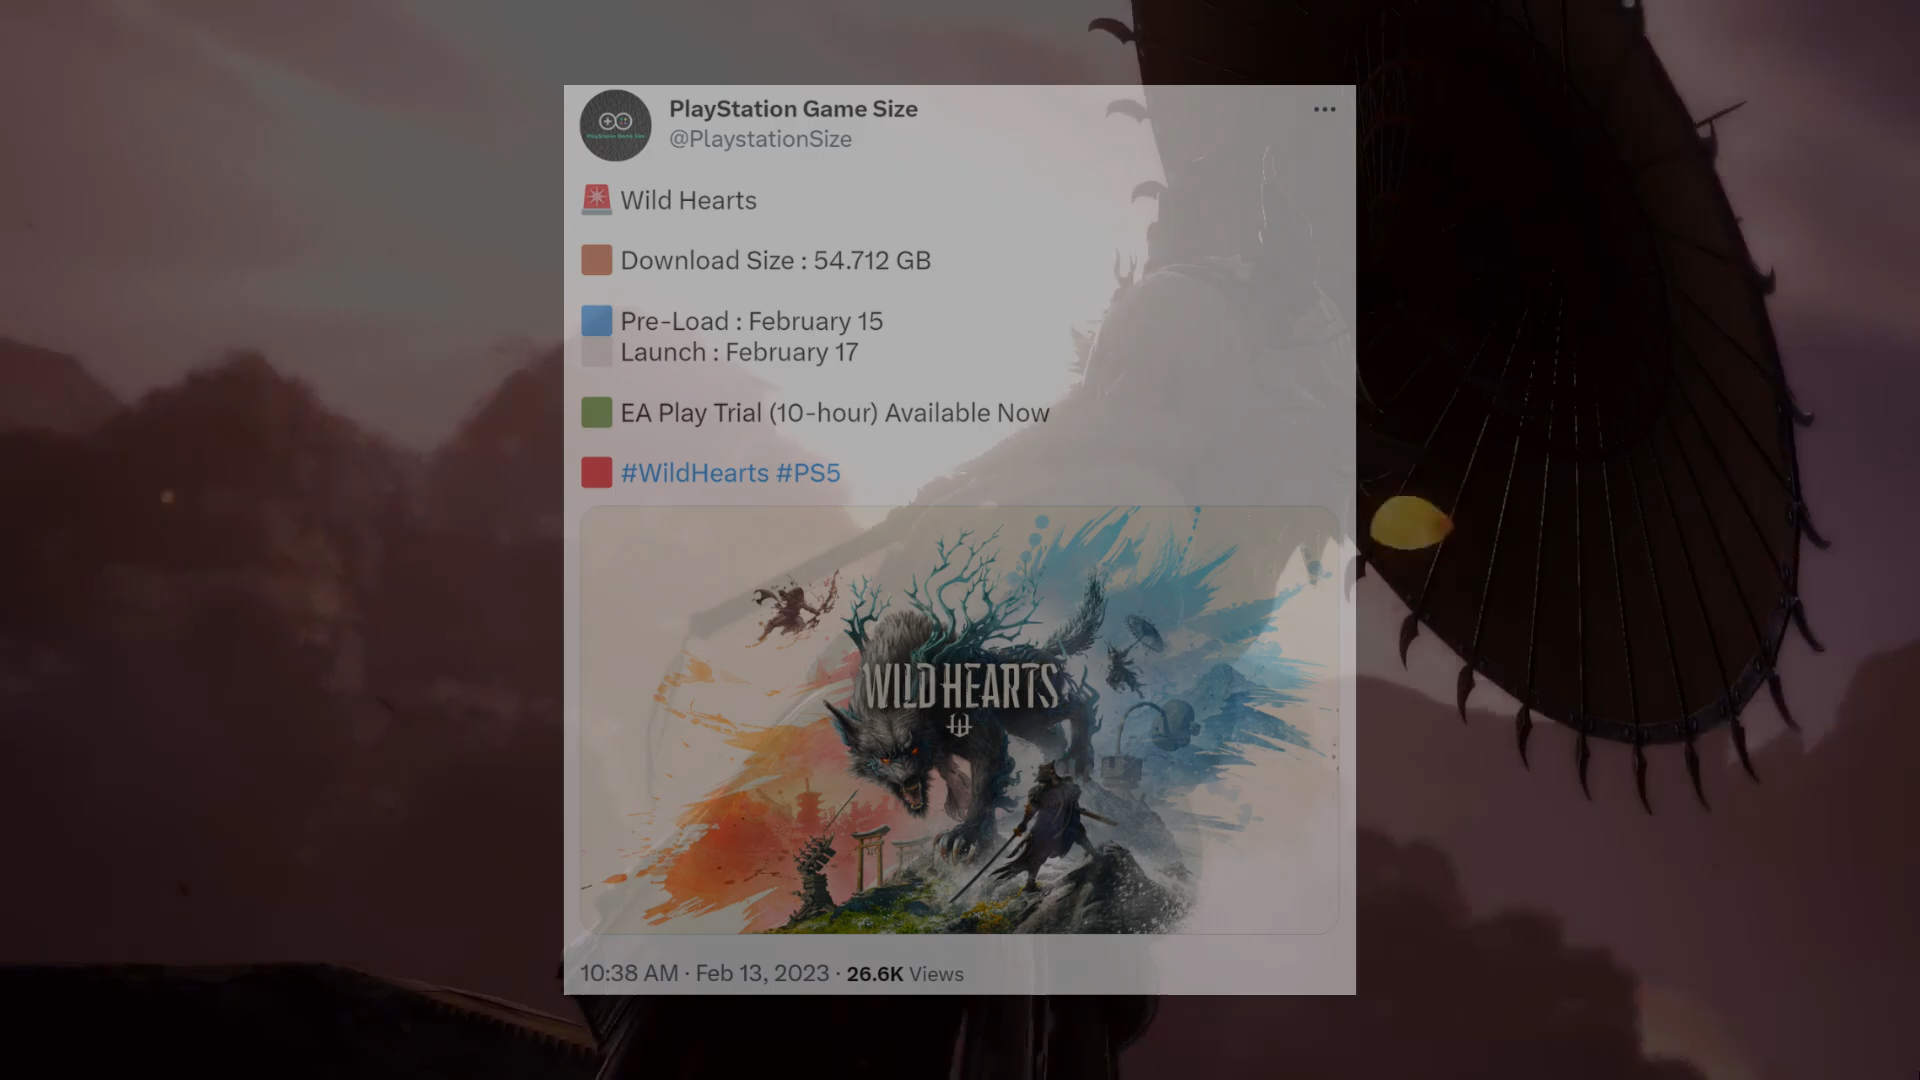 PlayStation Game Size
@PlaystationSize
Wild Hearts
Download Size : 54.712 GB
Pre-Load : February 15
Launch : February 17
EA Play Trial (10-hour) Available Now
#WildHearts #PS5
WILD HEARTS
10:38 AM · Feb 13, 2023 · 26.6K Views